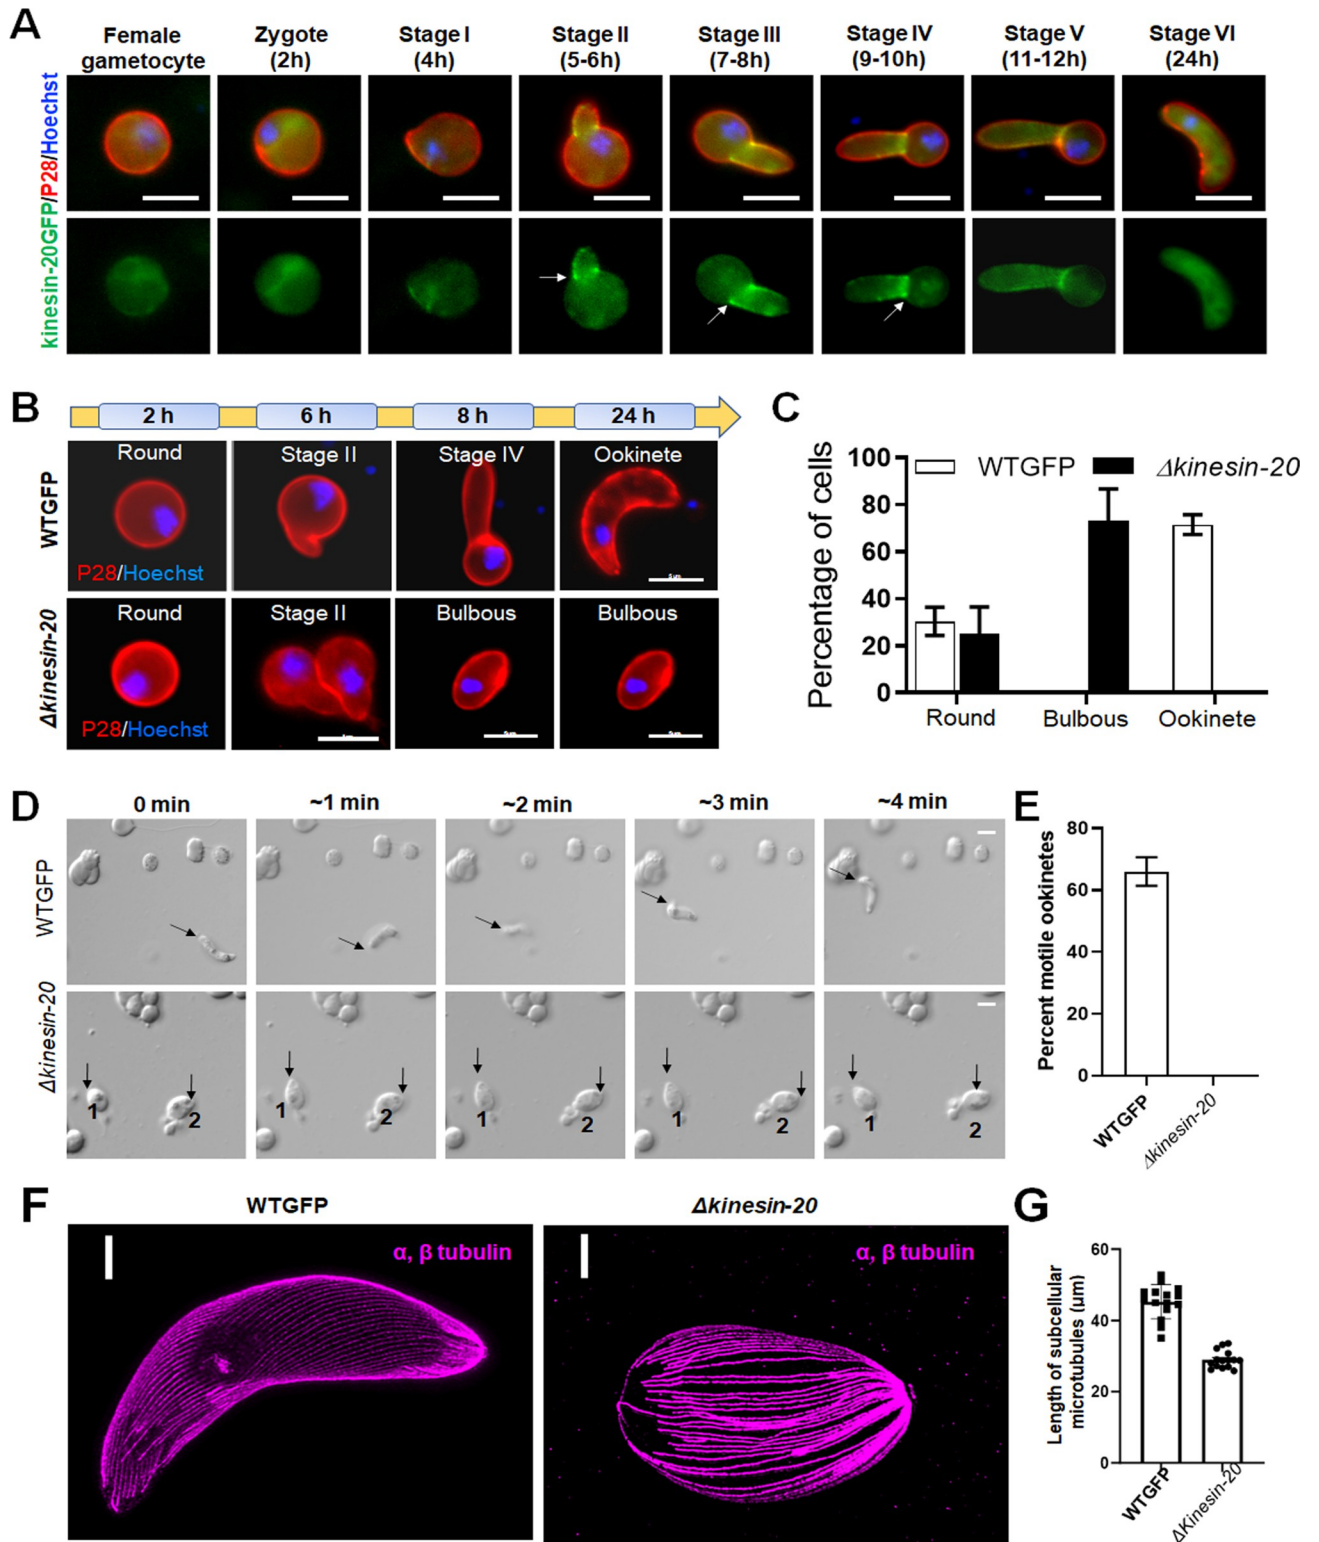 A
Female gametocyte
Zygote (2h)
Stage I (4h)
Stage II (5-6h)
Stage III (7-8h)
Stage IV (9-10h)
Stage V (11-12h)
Stage VI (24h)
kinesin-20GFP/P28/Hoechst
B
2 h 6 h 8 h 24 h
WTGFP
Round Stage II Stage IV Ookinete
P28/Hoechst
5 μm
Δkinesin-20
Round Stage II Bulbous Bulbous
P28/Hoechst
5 μm 5 μm
C
Percentage of cells
100
80
60
40
20
0
WTGFP Δkinesin-20
Round Bulbous Ookinete
D
0 min ~1 min ~2 min ~3 min ~4 min
WTGFP
Δkinesin-20
1 2 1 2 1 2 1 2 1 2
E
Percent motile ookinetes
80
60
40
20
0
WTGFP Δkinesin-20
F
WTGFP Δkinesin-20
α, β tubulin α, β tubulin
G
Length of subcellular
microtubules (μm)
60
40
20
0
WTGFP ΔKinesin-20